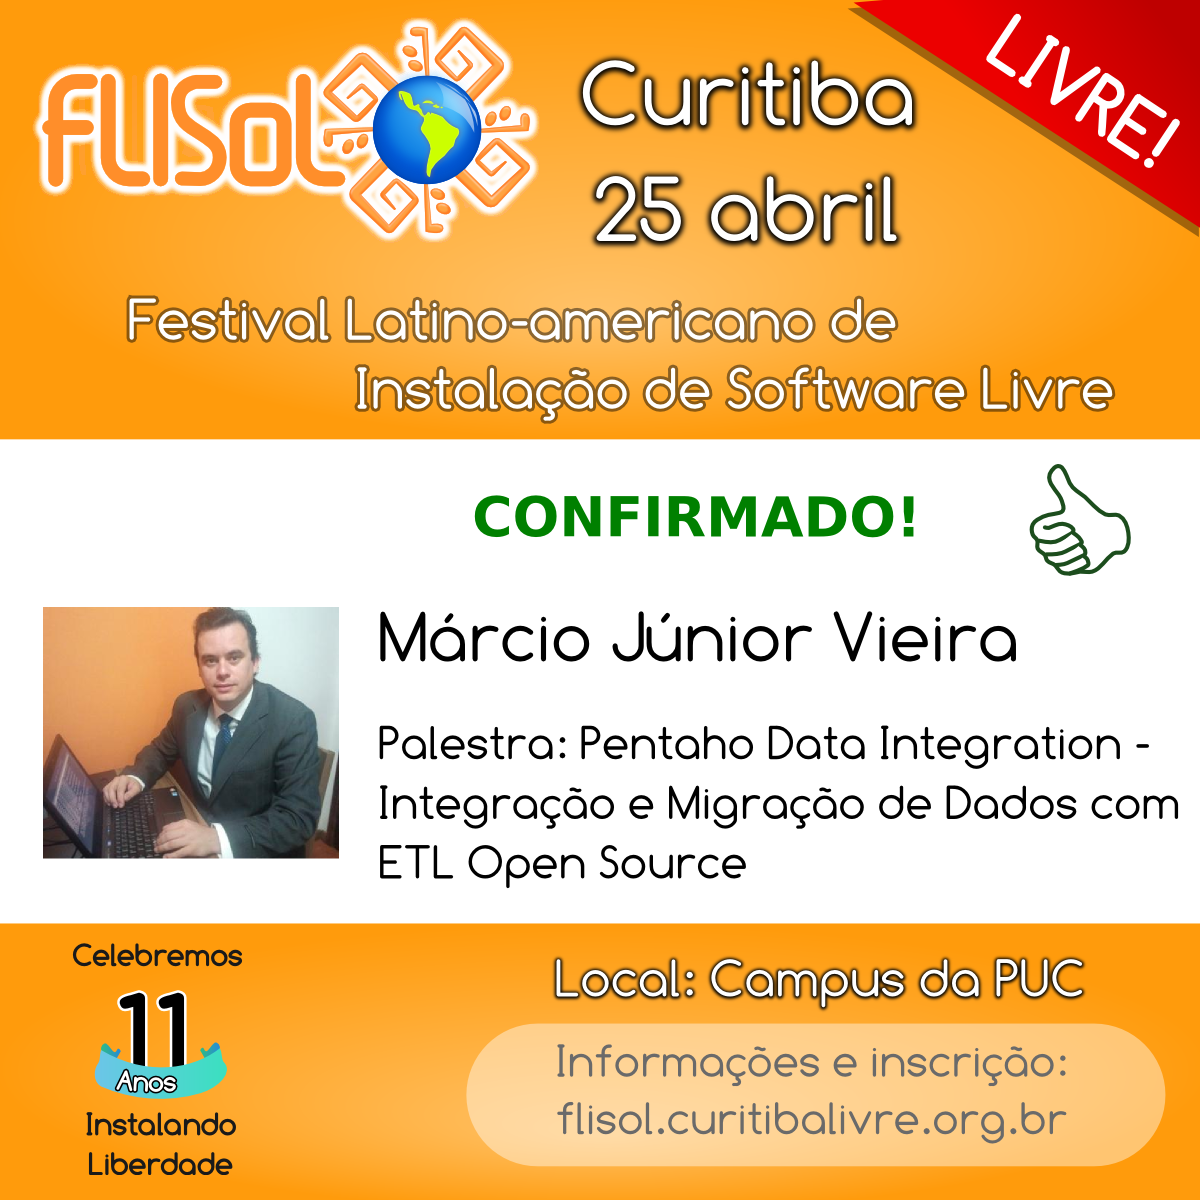 fLISoL
Curitiba
25 abril
LIVRE!
Festival Latino-americano de
Instalação de Software Livre
CONFIRMADO!
Márcio Júnior Vieira
Palestra: Pentaho Data Integration -
Integração e Migração de Dados com
ETL Open Source
Celebremos
11
Anos
Instalando
Liberdade
Local: Campus da PUC
Informações e inscrição:
flisol.curitibalivre.org.br